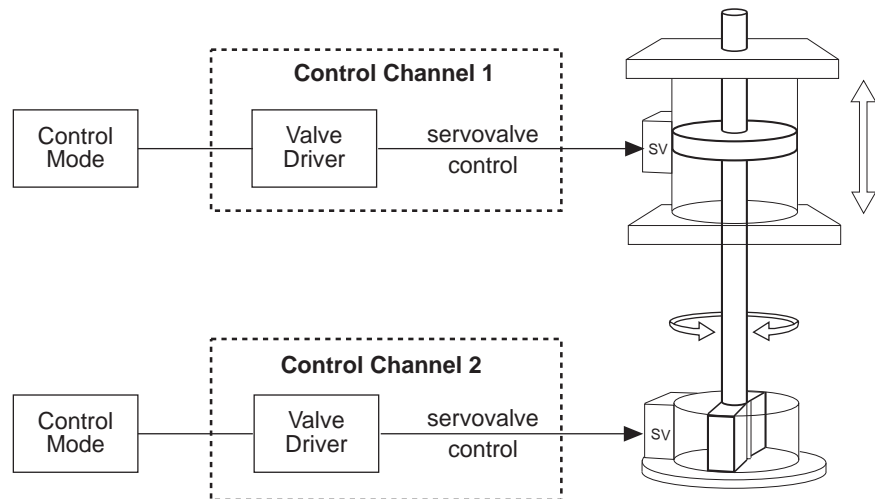 Control Channel 1
Control
Mode
Valve
Driver
servovalve
control
SV
Control Channel 2
Control
Mode
Valve
Driver
servovalve
control
SV